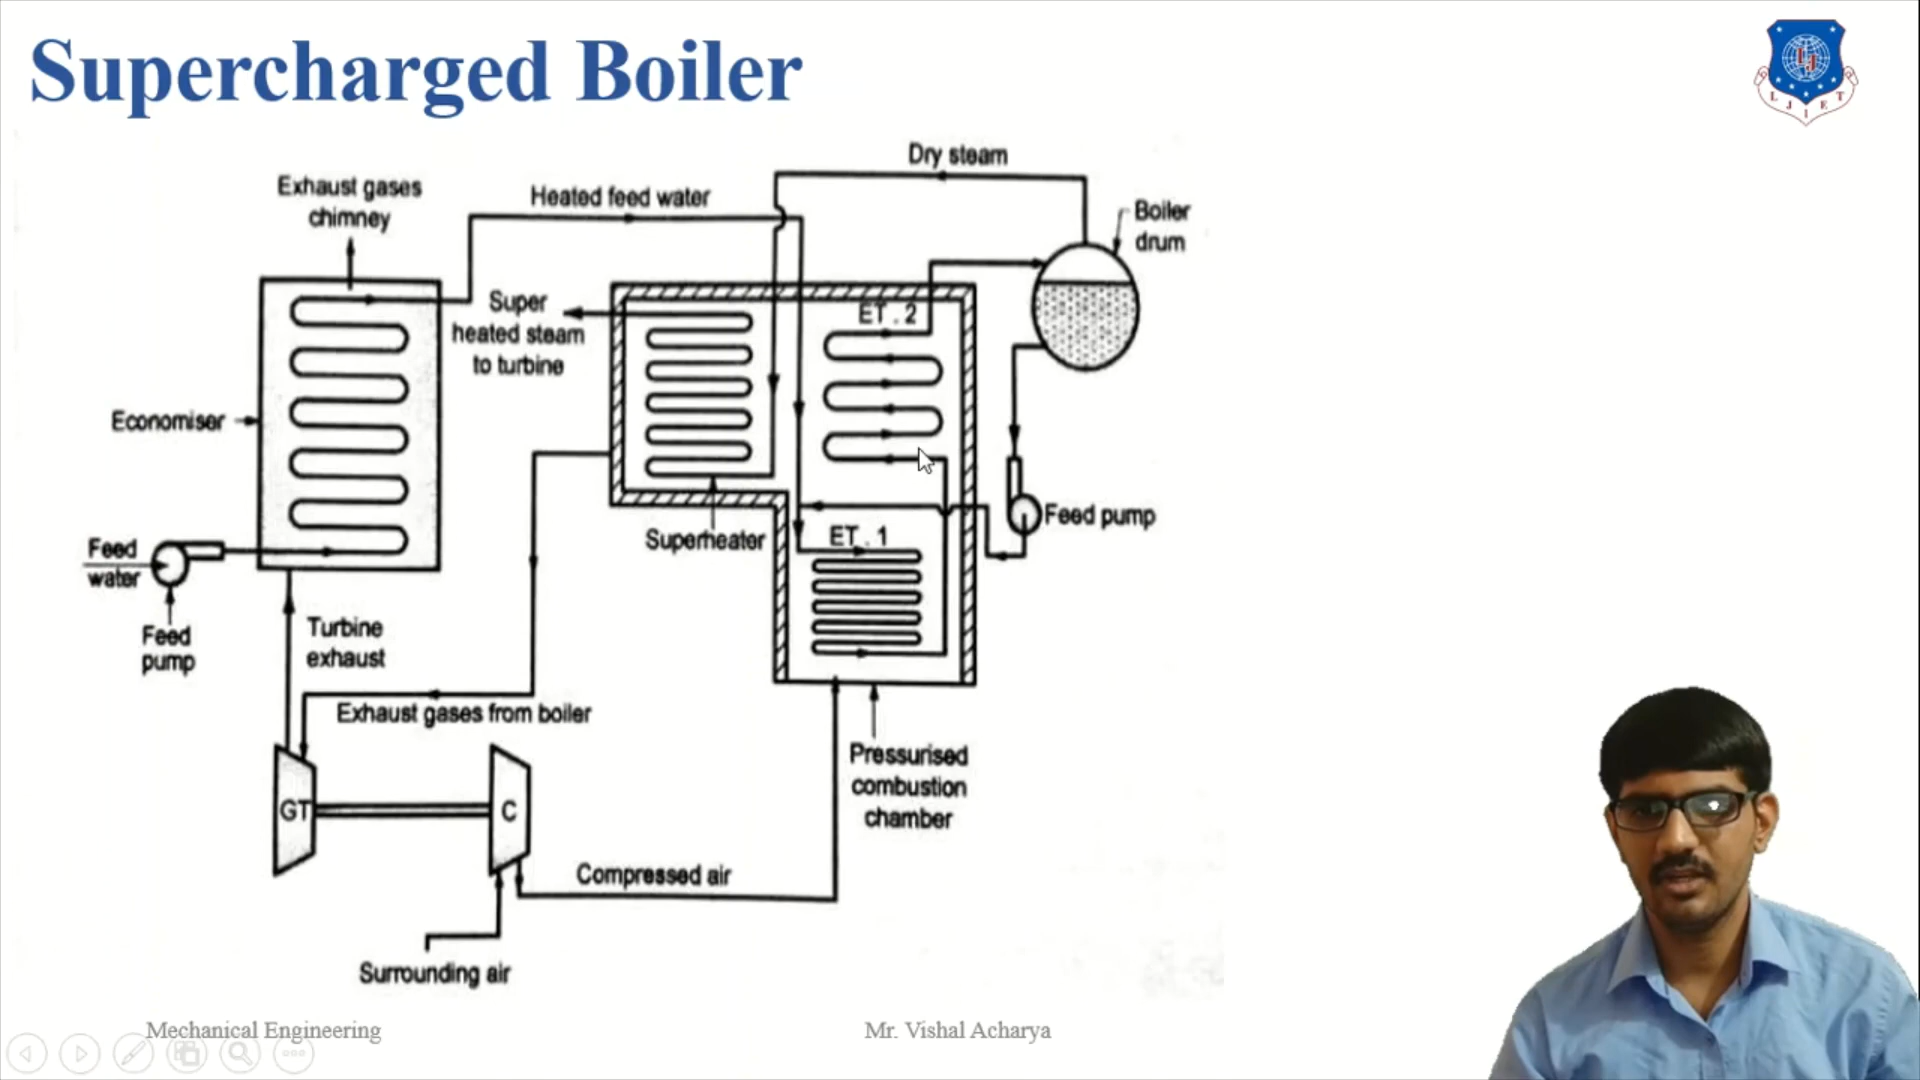 Supercharged Boiler
LJIET
Dry steam
Exhaust gases
chimney
Heated feed water
Boiler
drum
Super
heated steam
to turbine
ET . 2
Economiser
Superheater
ET . 1
Feed pump
Feed
water
Feed
pump
Turbine
exhaust
Exhaust gases from boiler
Pressurised
combustion
chamber
GT
C
Compressed air
Surrounding air
Mechanical Engineering
Mr. Vishal Acharya